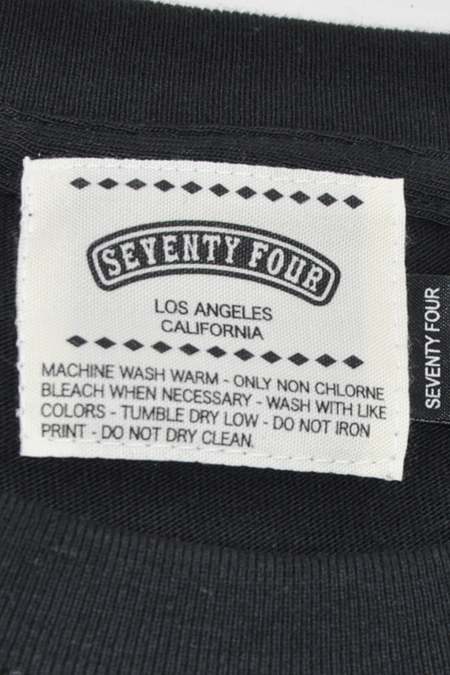 SEVENTY FOUR
LOS ANGELES
CALIFORNIA
MACHINE WASH WARM - ONLY NON CHLORNE
BLEACH WHEN NECESSARY - WASH WITH LIKE
COLORS - TUMBLE DRY LOW - DO NOT IRON
PRINT - DO NOT DRY CLEAN.
SEVENTY FOUR